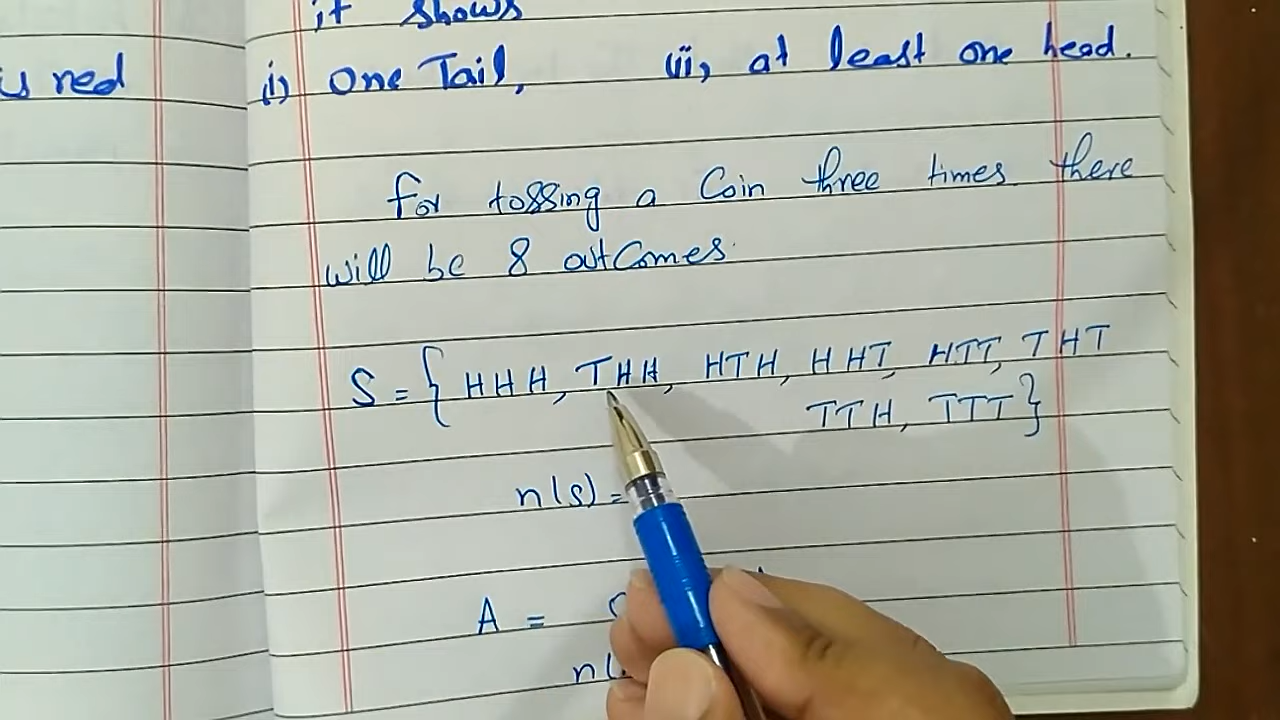 it shows
is red
i) One Tail, (ii) at least one head.
for tossing a Coin three times there
will be 8 outComes.
S = { HHH, THH, HTH, HHT, HTT, THT
TTH, TTT }
n(s) =
A =
n(